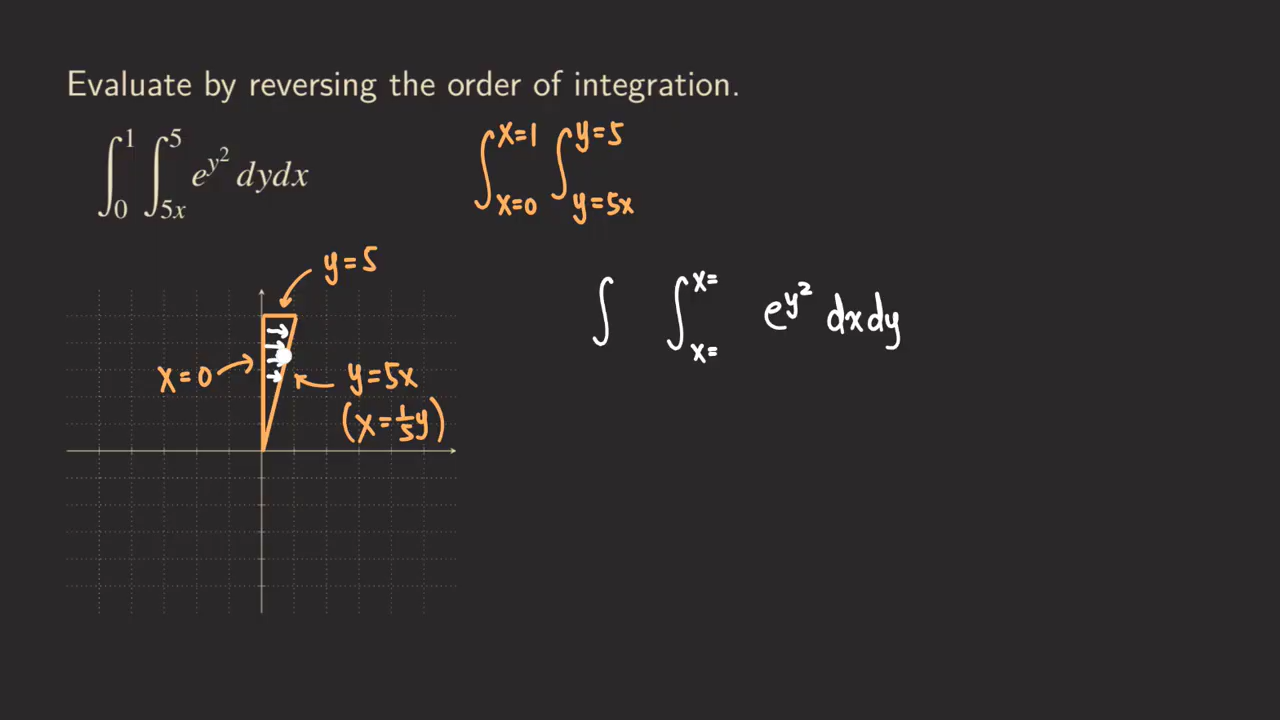 Evaluate by reversing the order of integration.
∫₀¹ ∫₅ₓ⁵ e^{y²} dydx
∫_{x=0}^{x=1} ∫_{y=5x}^{y=5}
y=5
∫ ∫_{x=}^{x=} e^{y²} dxdy
x=0
y=5x
(x=1/5y)